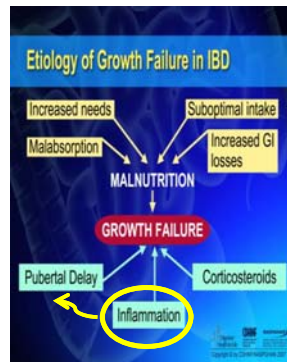 Etiology of Growth Failure in IBD
Increased needs
Suboptimal intake
Malabsorption
Increased GI
losses
MALNUTRITION
GROWTH FAILURE
Pubertal Delay
Corticosteroids
Inflammation